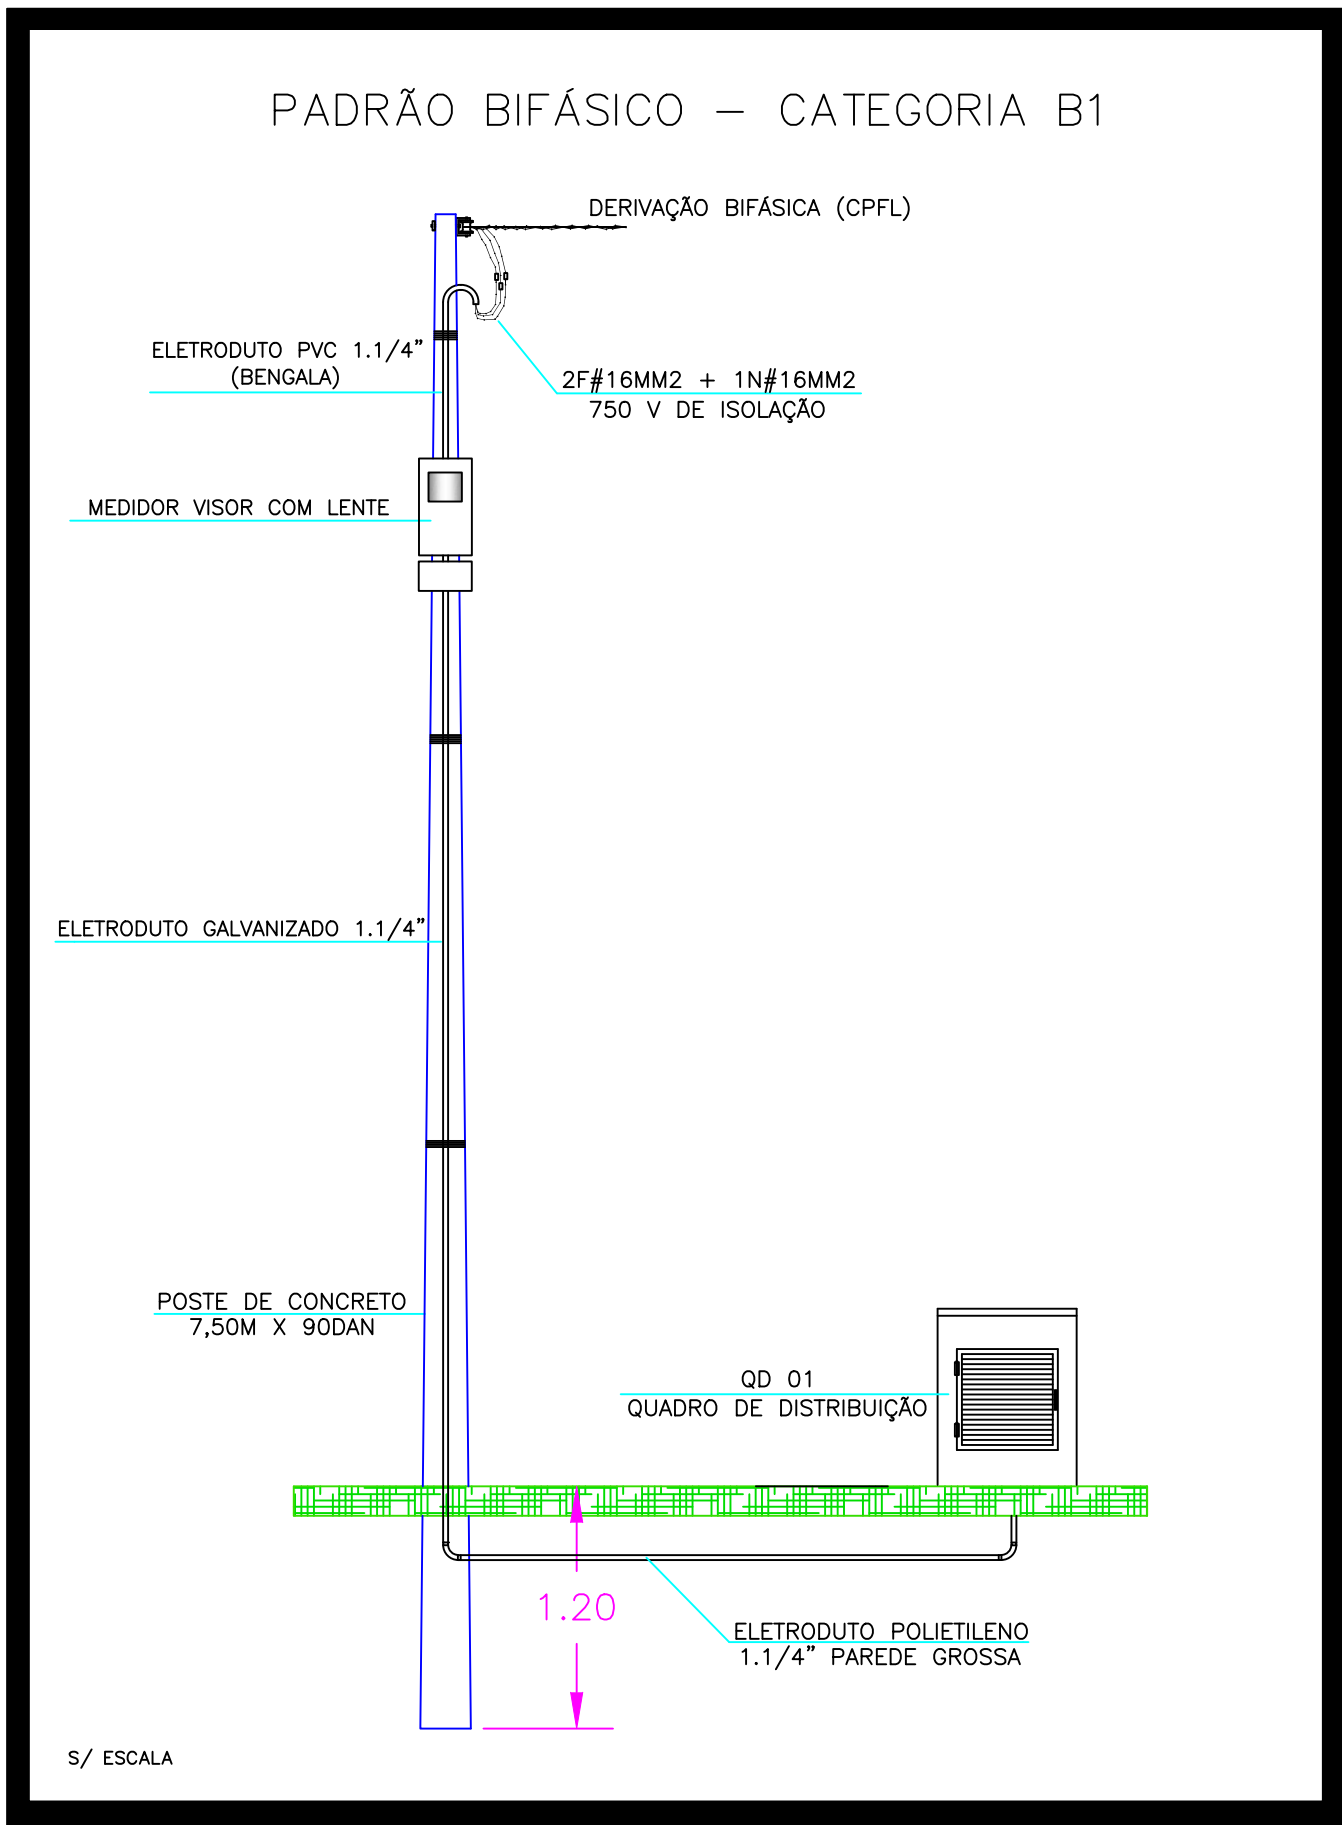 PADRÃO BIFÁSICO – CATEGORIA B1
DERIVAÇÃO BIFÁSICA (CPFL)
ELETRODUTO PVC 1.1/4"
(BENGALA)
2F#16MM2 + 1N#16MM2
750 V DE ISOLAÇÃO
MEDIDOR VISOR COM LENTE
ELETRODUTO GALVANIZADO 1.1/4"
POSTE DE CONCRETO
7,50M X 90DAN
QD 01
QUADRO DE DISTRIBUIÇÃO
1.20
ELETRODUTO POLIETILENO
1.1/4" PAREDE GROSSA
S/ ESCALA